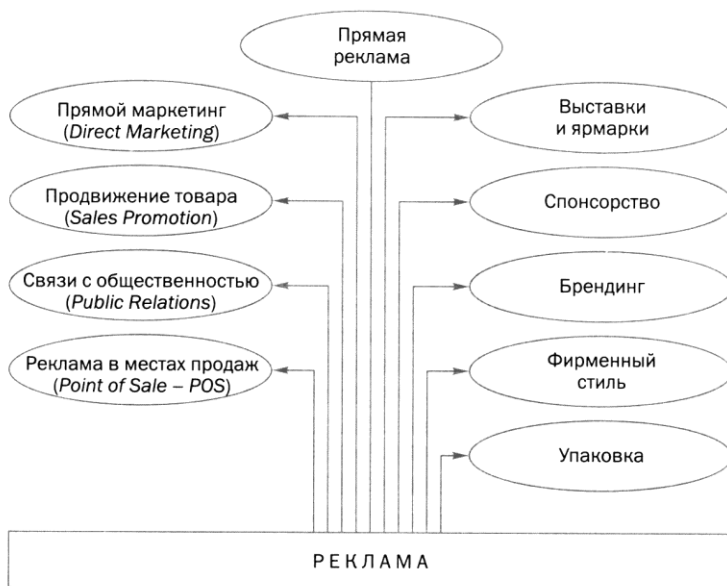 Прямая
реклама
Прямой маркетинг
(Direct Marketing)
Продвижение товара
(Sales Promotion)
Связи с общественностью
(Public Relations)
Реклама в местах продаж
(Point of Sale – POS)
Выставки
и ярмарки
Спонсорство
Брендинг
Фирменный
стиль
Упаковка
РЕКЛАМА